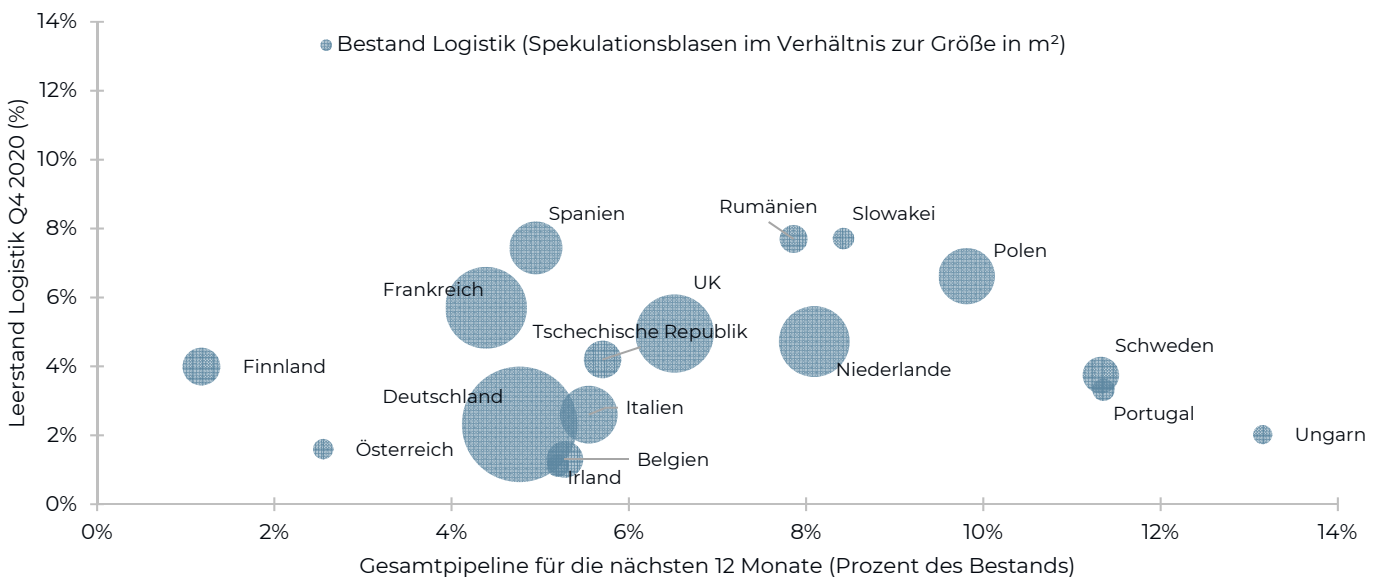 14%
Bestand Logistik (Spekulationsblasen im Verhältnis zur Größe in m²)
12%
10%
8%
6%
4%
2%
0%
Leerstand Logistik Q4 2020 (%)
Rumänien
Spanien
Slowakei
Polen
UK
Frankreich
Tschechische Republik
Schweden
Finnland
Niederlande
Deutschland
Italien
Portugal
Ungarn
Österreich
Belgien
Irland
0%
2%
4%
6%
8%
10%
12%
14%
Gesamtpipeline für die nächsten 12 Monate (Prozent des Bestands)